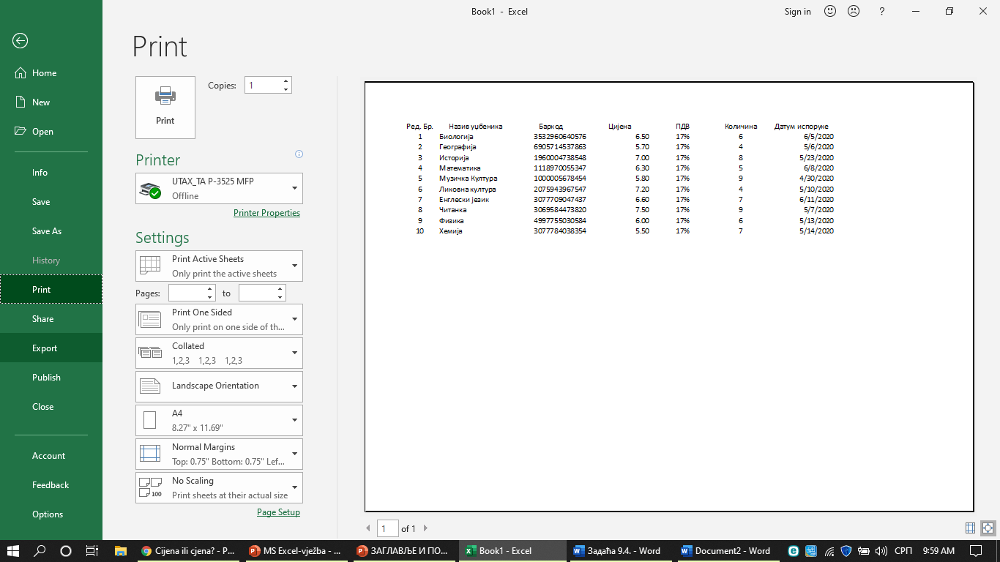 Book1 - Excel
Sign in
?
Home
New
Open
Info
Save
Save As
History
Print
Share
Export
Publish
Close
Account
Feedback
Options
Print
Print
Copies: 1
Printer
UTAX_TA P-3525 MFP
Offline
Printer Properties
Settings
Print Active Sheets
Only print the active sheets
Pages: to
Print One Sided
Only print on one side of th...
Collated
1,2,3 1,2,3 1,2,3
Landscape Orientation
A4
8.27" x 11.69"
Normal Margins
Top: 0.75" Bottom: 0.75" Lef...
No Scaling
100
Print sheets at their actual size
Page Setup
Ред. Бр. Назив уџбеника Баркод Цијена ПДВ Количина Датум испоруке
1 Биологија 3532960640576 6.50 17% 6 6/5/2020
2 Географија 6905714537863 5.70 17% 4 5/6/2020
3 Историја 1960004738548 7.00 17% 8 5/23/2020
4 Математика 1118970055347 6.30 17% 5 6/8/2020
5 Музичка Култура 1000005678454 5.80 17% 9 4/30/2020
6 Ликовна култура 2075943967547 7.20 17% 4 5/10/2020
7 Енглески језик 3077709047437 6.60 17% 7 6/11/2020
8 Читанка 3069584473820 7.50 17% 9 5/7/2020
9 Физика 4997755030584 6.00 17% 6 5/13/2020
10 Хемија 3077784038354 5.50 17% 7 5/14/2020
1 of 1
Cijena ili cjena? - P...
MS Excel-vježba - ...
ЗАГЛАВЉЕ И ПО...
Book1 - Excel
Задаћа 9.4. - Word
Document2 - Word
СРП
9:59 AM